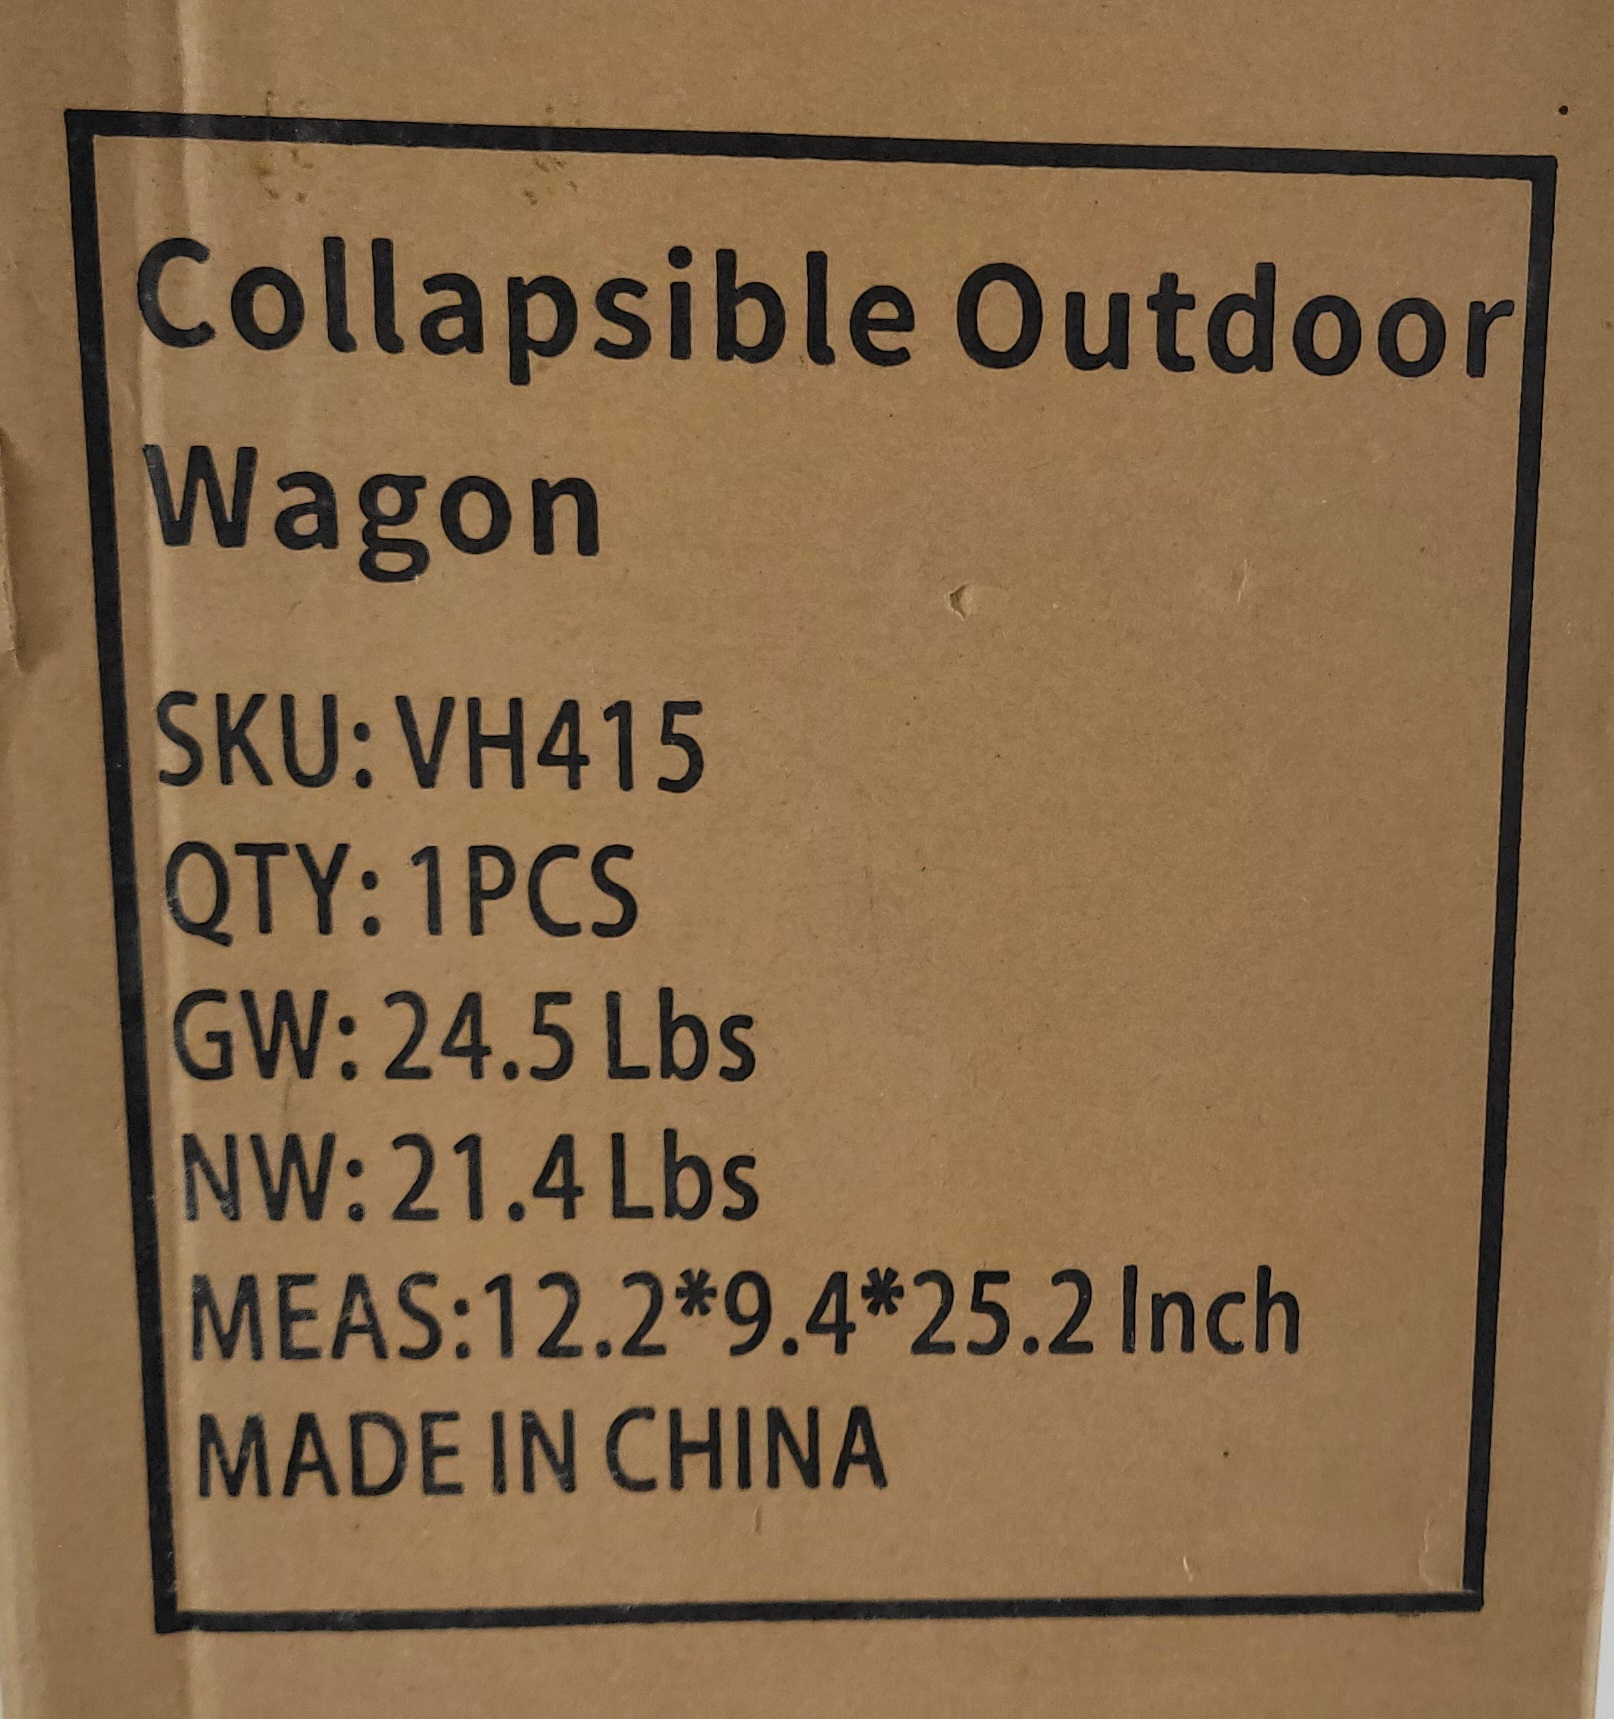 Collapsible Outdoor
Wagon
SKU: VH415
QTY: 1PCS
GW: 24.5 Lbs
NW: 21.4 Lbs
MEAS:12.2*9.4*25.2 Inch
MADE IN CHINA